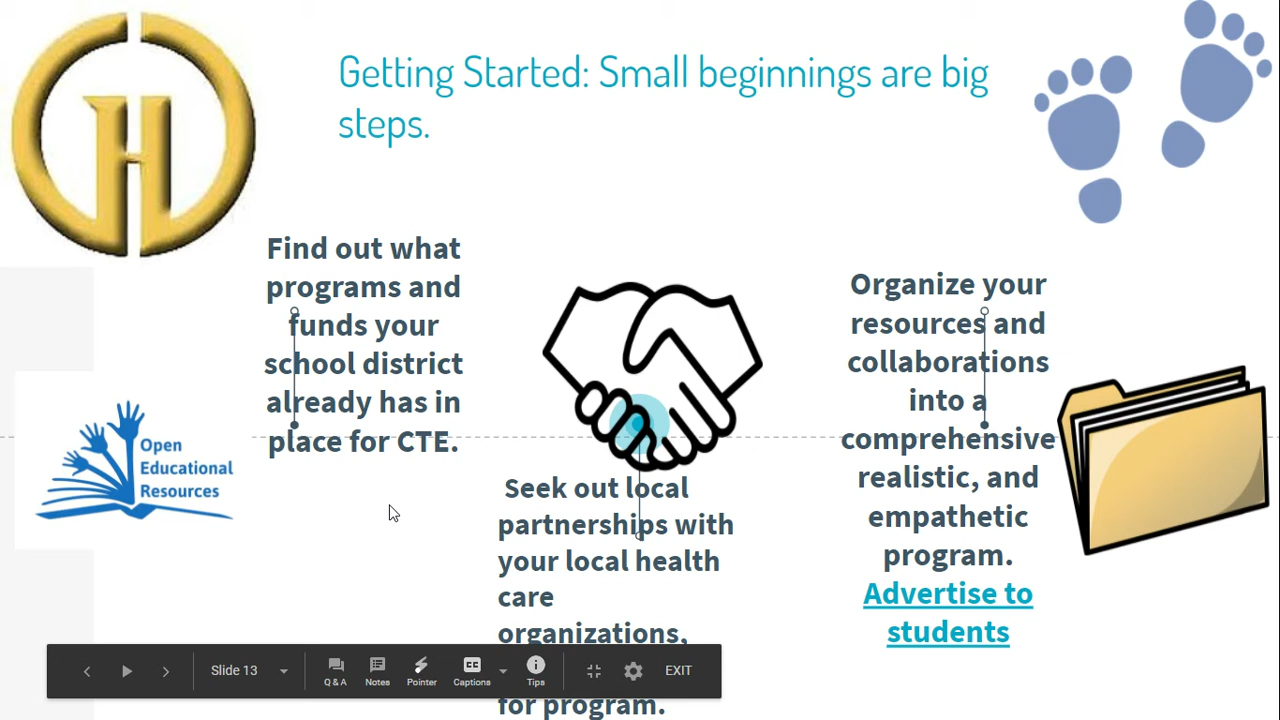 Getting Started: Small beginnings are big
steps.
Find out what
programs and
funds your
school district
already has in
place for CTE.
Open
Educational
Resources
Seek out local
partnerships with
your local health
care
organizations,
for program.
Organize your
resources and
collaborations
into a
comprehensive
realistic, and
empathetic
program.
Advertise to
students
Slide 13
Q & A
Notes
Pointer
Captions
Tips
EXIT